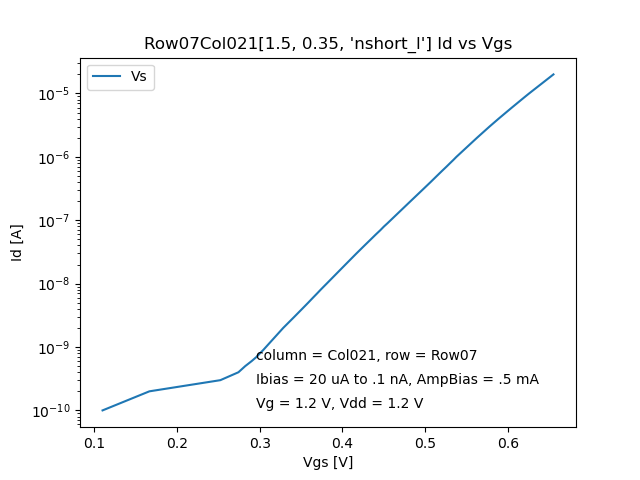 Row07Col021[1.5, 0.35, 'nshort_l'] Id vs Vgs
Vs
10⁻⁵
10⁻⁶
10⁻⁷
10⁻⁸
10⁻⁹
10⁻¹⁰
Id [A]
column = Col021, row = Row07
Ibias = 20 uA to .1 nA, AmpBias = .5 mA
Vg = 1.2 V, Vdd = 1.2 V
0.1 0.2 0.3 0.4 0.5 0.6
Vgs [V]